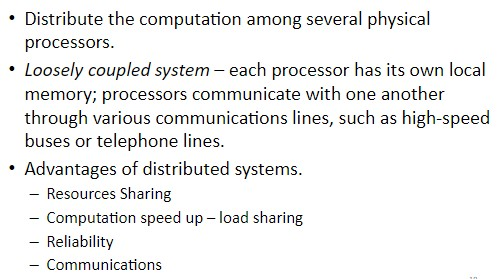 • Distribute the computation among several physical
processors.
• Loosely coupled system – each processor has its own local
memory; processors communicate with one another
through various communications lines, such as high-speed
buses or telephone lines.
• Advantages of distributed systems.
– Resources Sharing
– Computation speed up – load sharing
– Reliability
– Communications